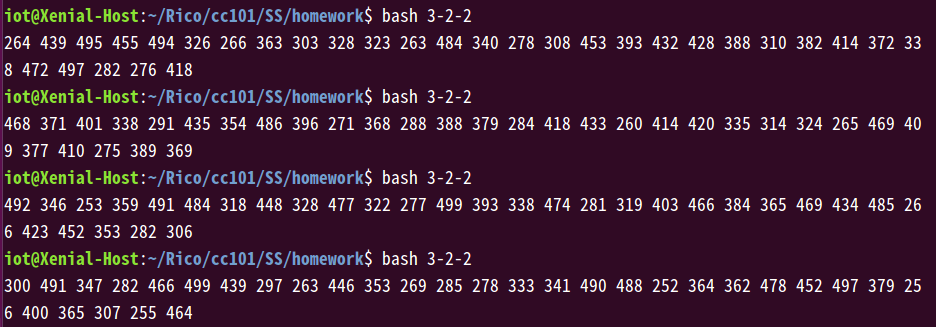 iot@Xenial-Host:~/Rico/cc101/SS/homework$ bash 3-2-2
264 439 495 455 494 326 266 363 303 328 323 263 484 340 278 308 453 393 432 428 388 310 382 414 372 33
8 472 497 282 276 418
iot@Xenial-Host:~/Rico/cc101/SS/homework$ bash 3-2-2
468 371 401 338 291 435 354 486 396 271 368 288 388 379 284 418 433 260 414 420 335 314 324 265 469 40
9 377 410 275 389 369
iot@Xenial-Host:~/Rico/cc101/SS/homework$ bash 3-2-2
492 346 253 359 491 484 318 448 328 477 322 277 499 393 338 474 281 319 403 466 384 365 469 434 485 26
6 423 452 353 282 306
iot@Xenial-Host:~/Rico/cc101/SS/homework$ bash 3-2-2
300 491 347 282 466 499 439 297 263 446 353 269 285 278 333 341 490 488 252 364 362 478 452 497 379 25
6 400 365 307 255 464